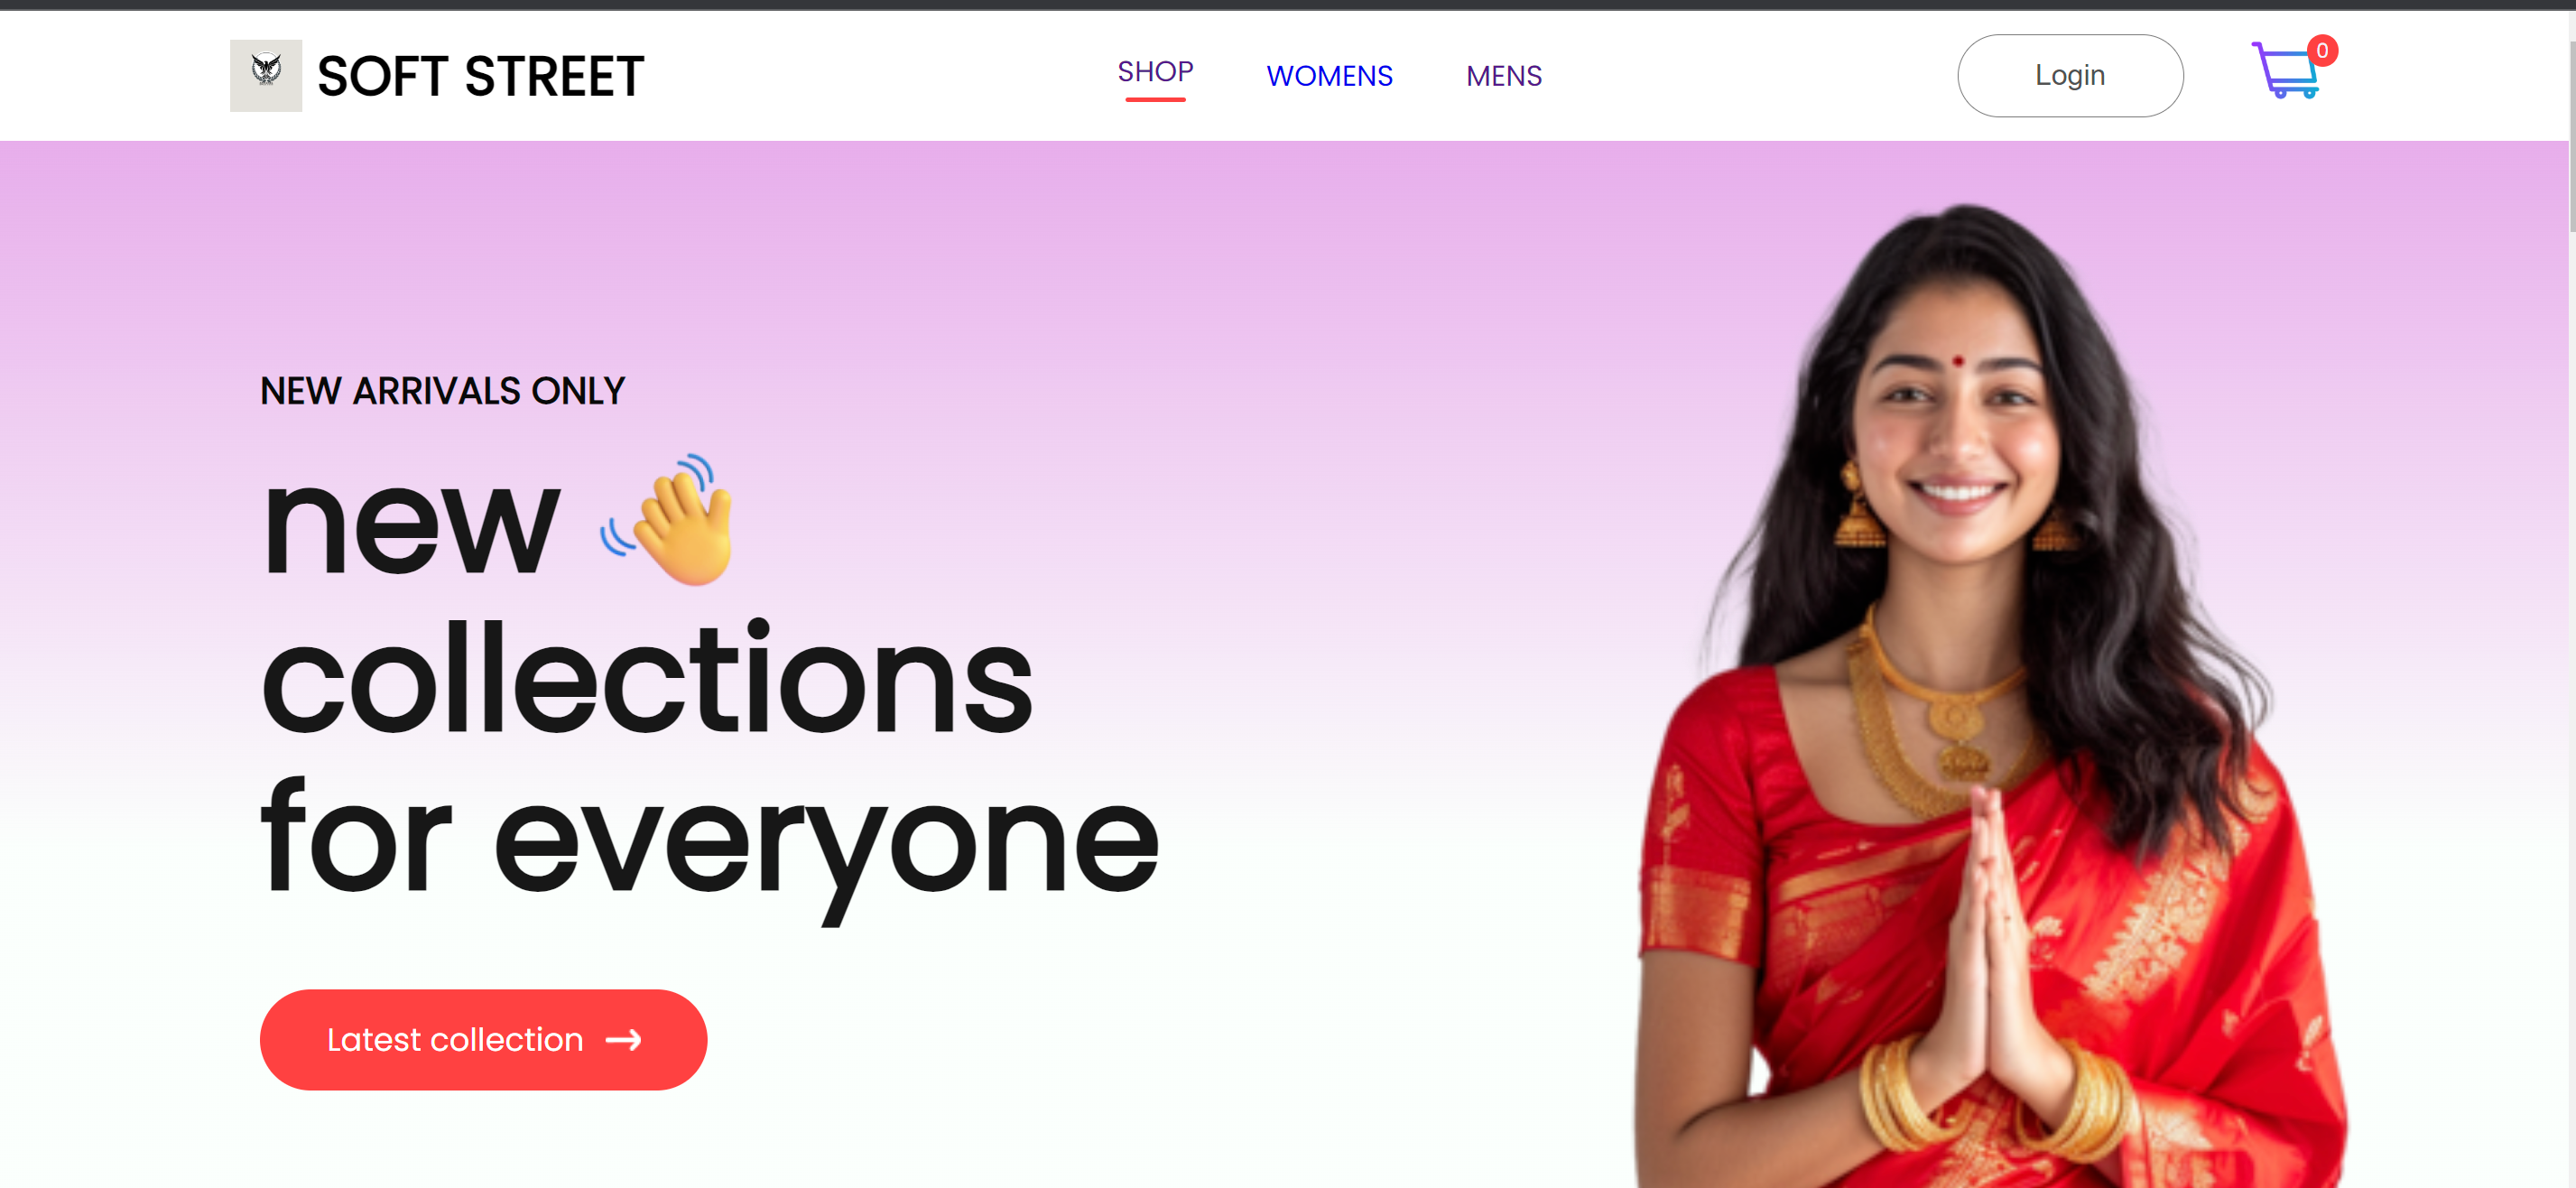 SOFT STREET
SHOP
WOMENS
MENS
Login
0
NEW ARRIVALS ONLY
new 👋
collections
for everyone
Latest collection →